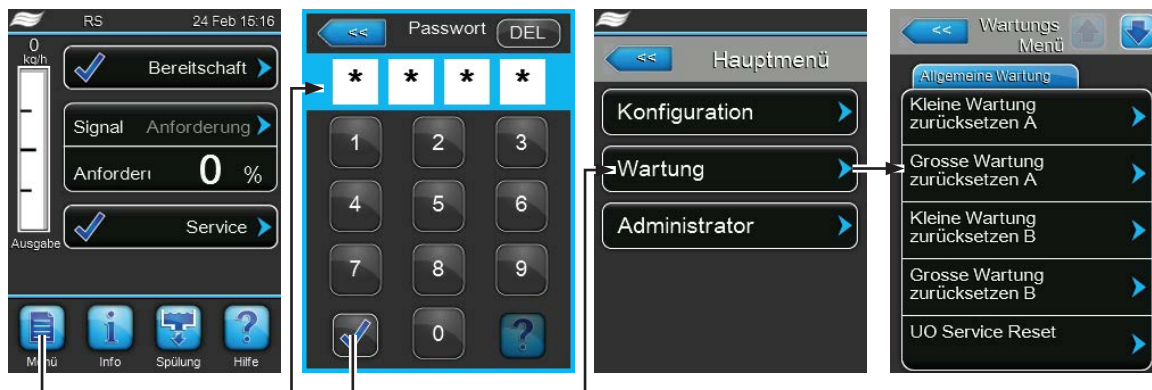 RS 24 Feb 15:16
0
kg/h
Bereitschaft
Signal Anforderung
Anforderı 0 %
Service
Ausgabe
Menü Info Spülung Hilfe
<< Passwort DEL
* * * *
1 2 3
4 5 6
7 8 9
0 ?
<< Hauptmenü
Konfiguration
Wartung
Administrator
<< Wartungs
Menü
Allgemeine Wartung
Kleine Wartung
zurücksetzen A
Grosse Wartung
zurücksetzen A
Kleine Wartung
zurücksetzen B
Grosse Wartung
zurücksetzen B
UO Service Reset